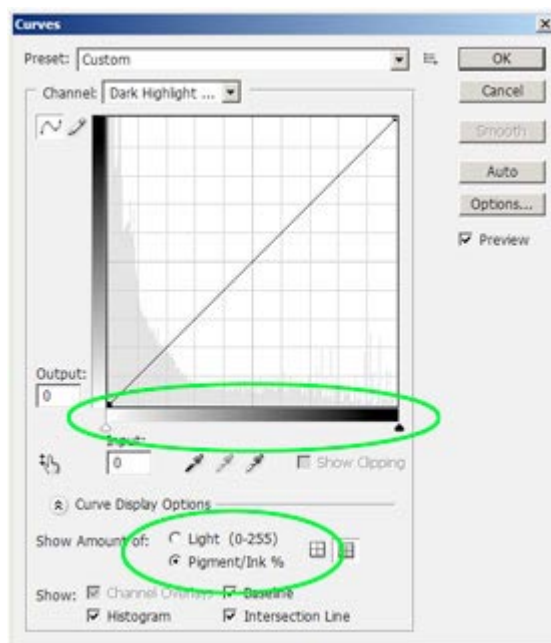 Curves
Preset: Custom
OK
Channel: Dark Highlight ...
Cancel
Smooth
Auto
Options...
Preview
Output:
0
Input:
0
Show Clipping
Curve Display Options
Show Amount of: Light (0-255)
Pigment/Ink %
Show: Channel Overlays Baseline
Histogram Intersection Line